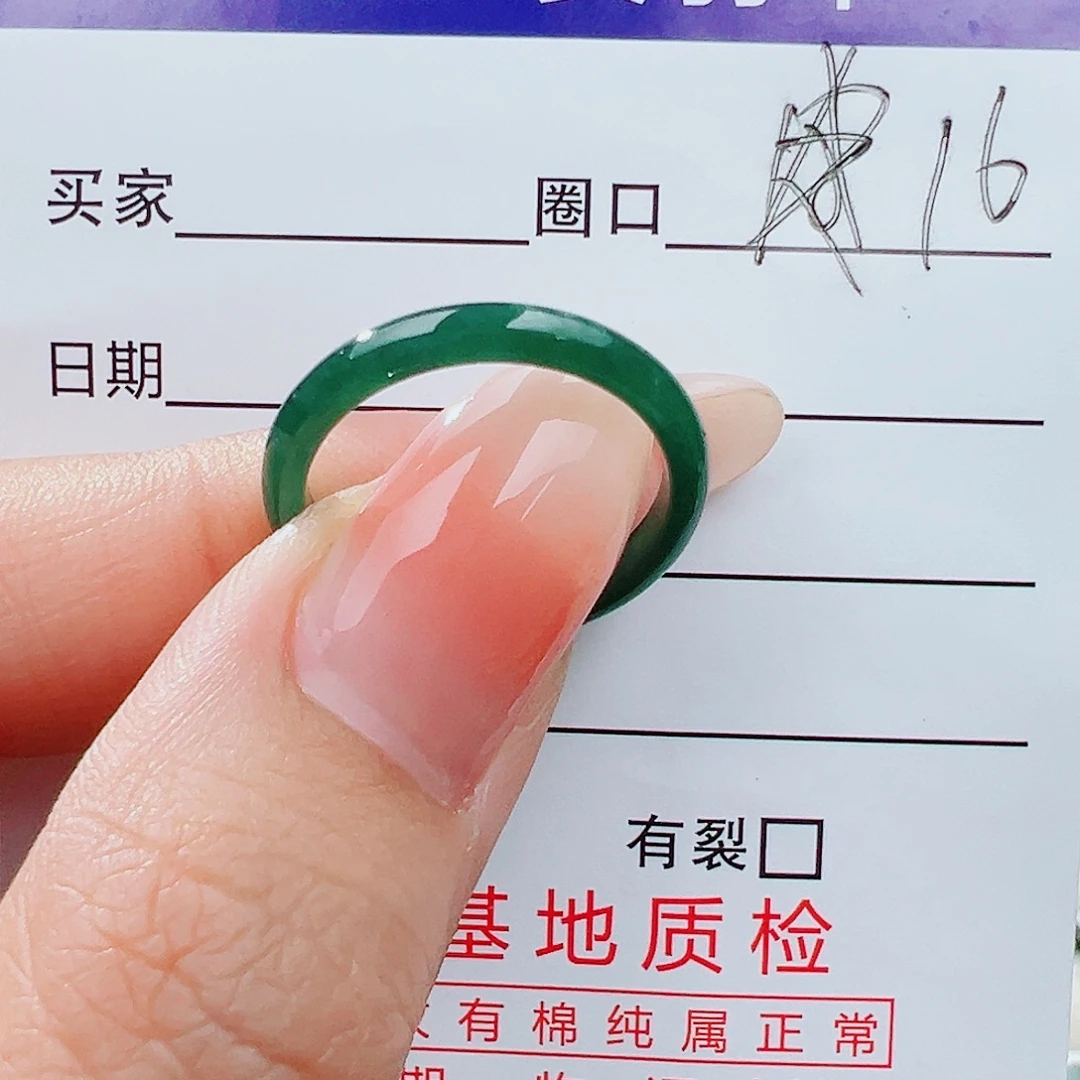 买家 圈口 16
日期
有裂
基地质检
有棉纯属正常